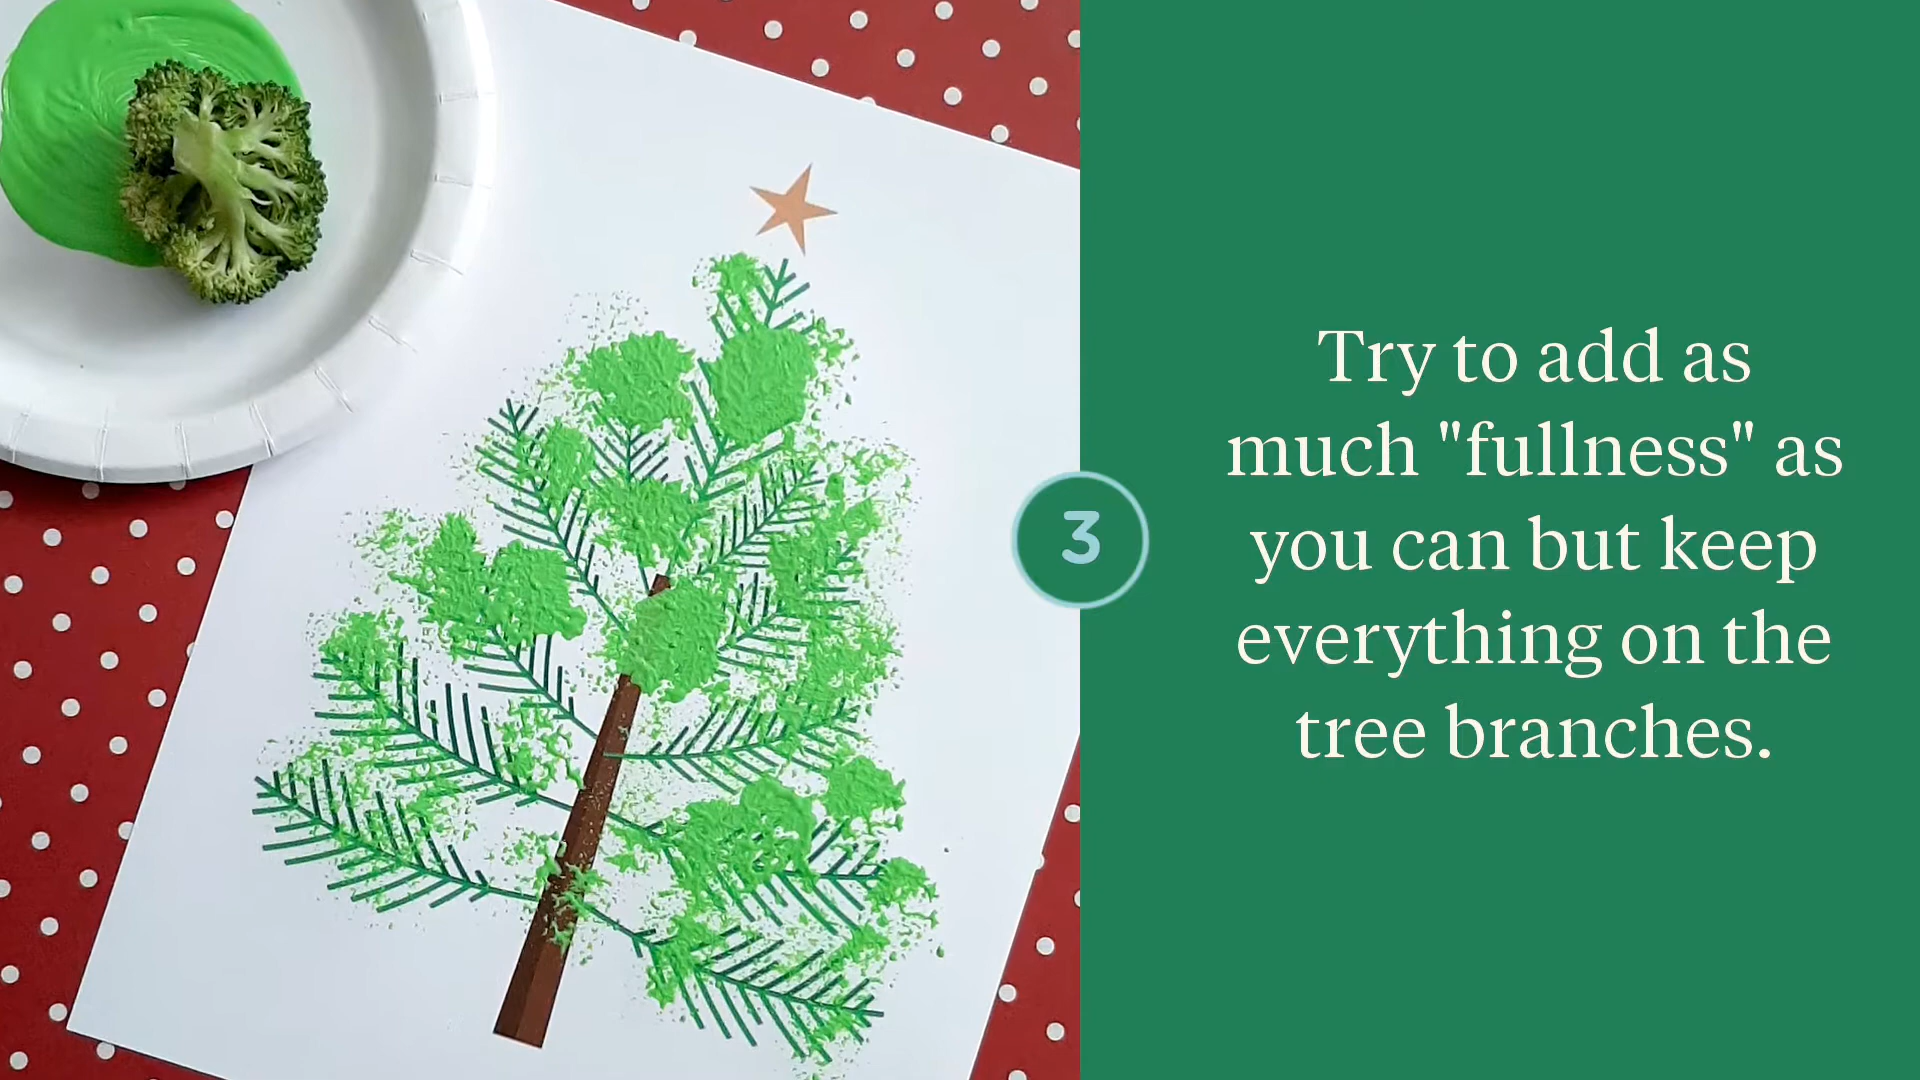 3
Try to add as
much "fullness" as
you can but keep
everything on the
tree branches.